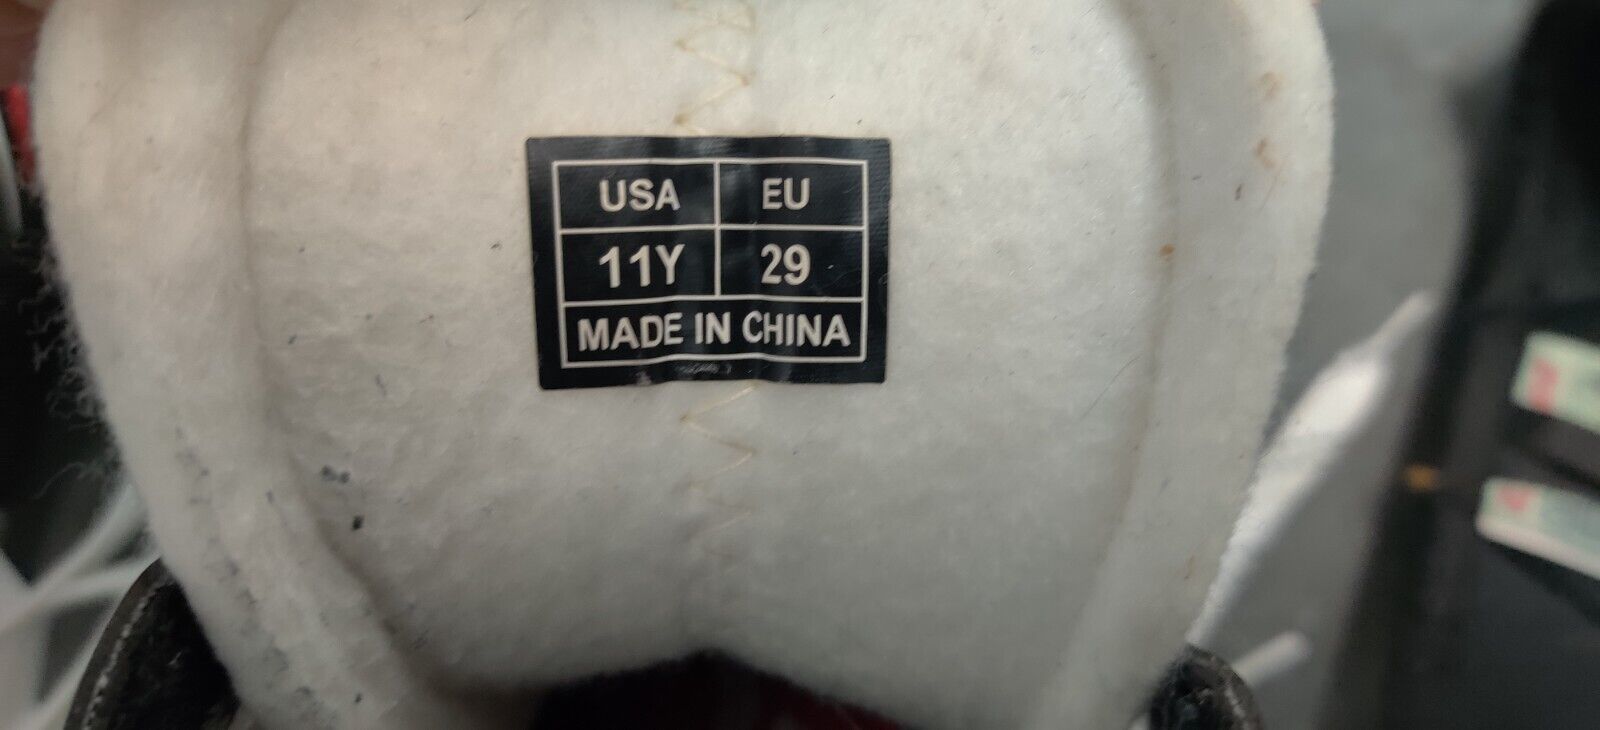 USA EU
11Y 29
MADE IN CHINA